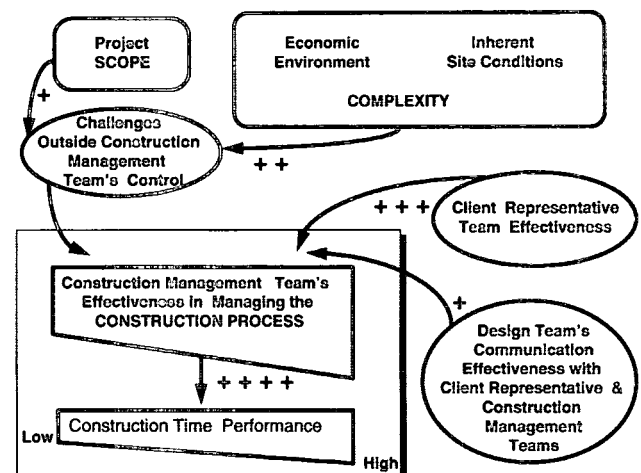 Project
SCOPE
Economic
Environment
Inherent
Site Conditions
COMPLEXITY
+
Challenges
Outside Construction
Management
Team's Control
+ +
+ + +
Client Representative
Team Effectiveness
Construction Management Team's
Effectiveness in Managing the
CONSTRUCTION PROCESS
+
Design Team's
Communication
Effectiveness with
Client Representative &
Construction
Management
Teams
+ + + +
Construction Time Performance
Low
High